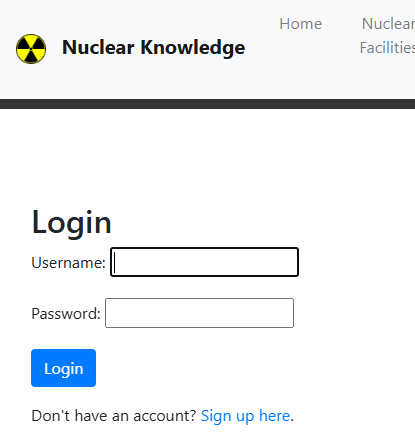 Home
Nuclear
Nuclear Knowledge
Facilities
Login
Username:
Password:
Login
Don't have an account? Sign up here.